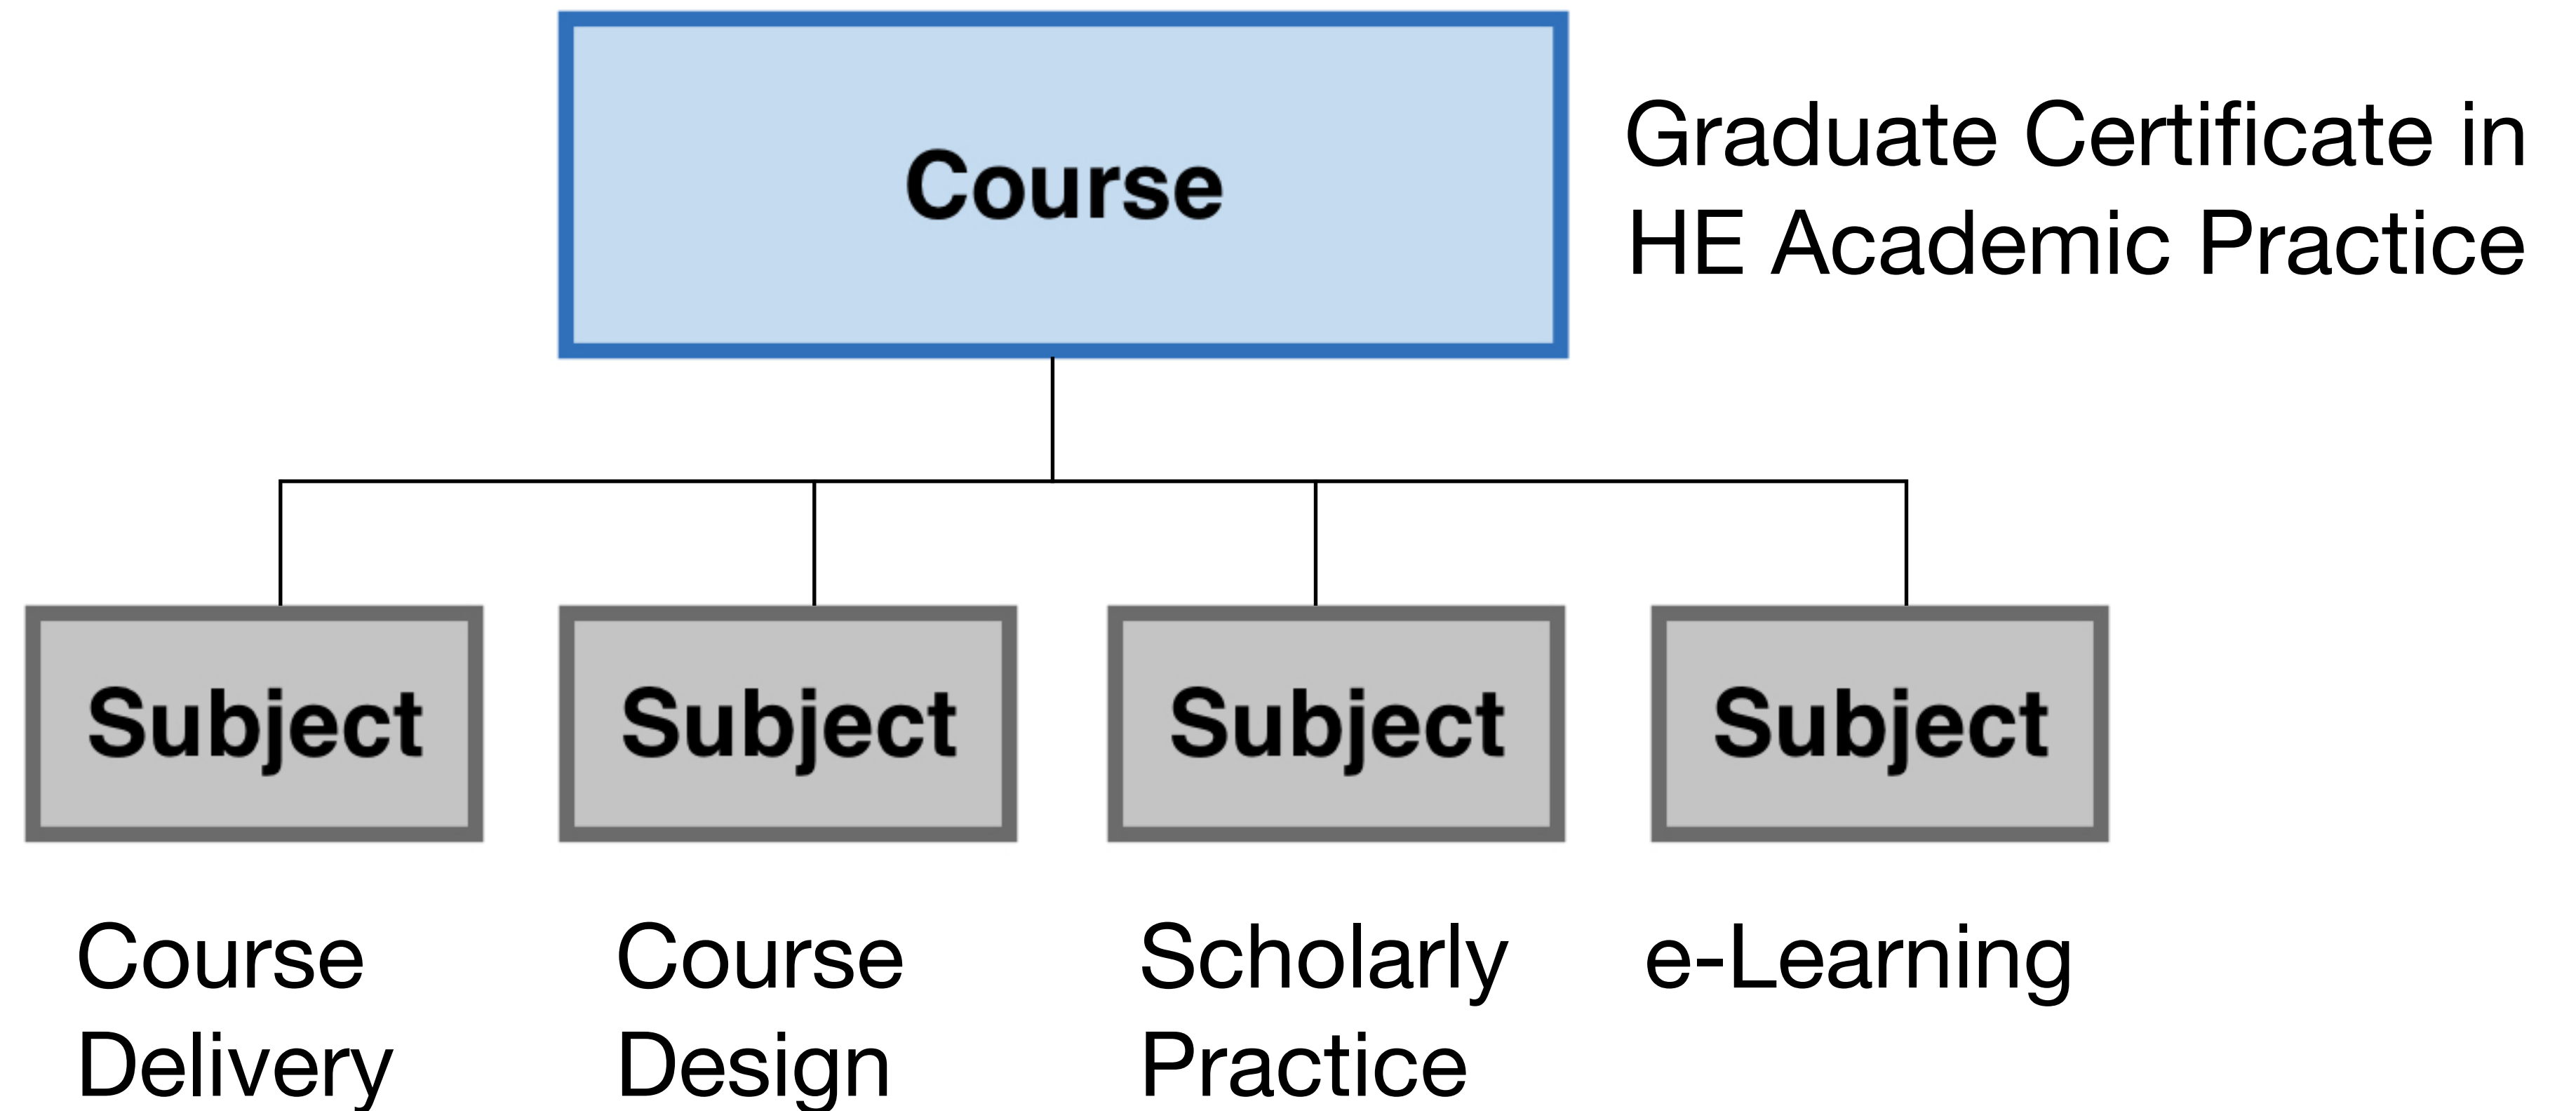 Course
Graduate Certificate in
HE Academic Practice
Subject
Subject
Subject
Subject
Course
Delivery
Course
Design
Scholarly
Practice
e-Learning